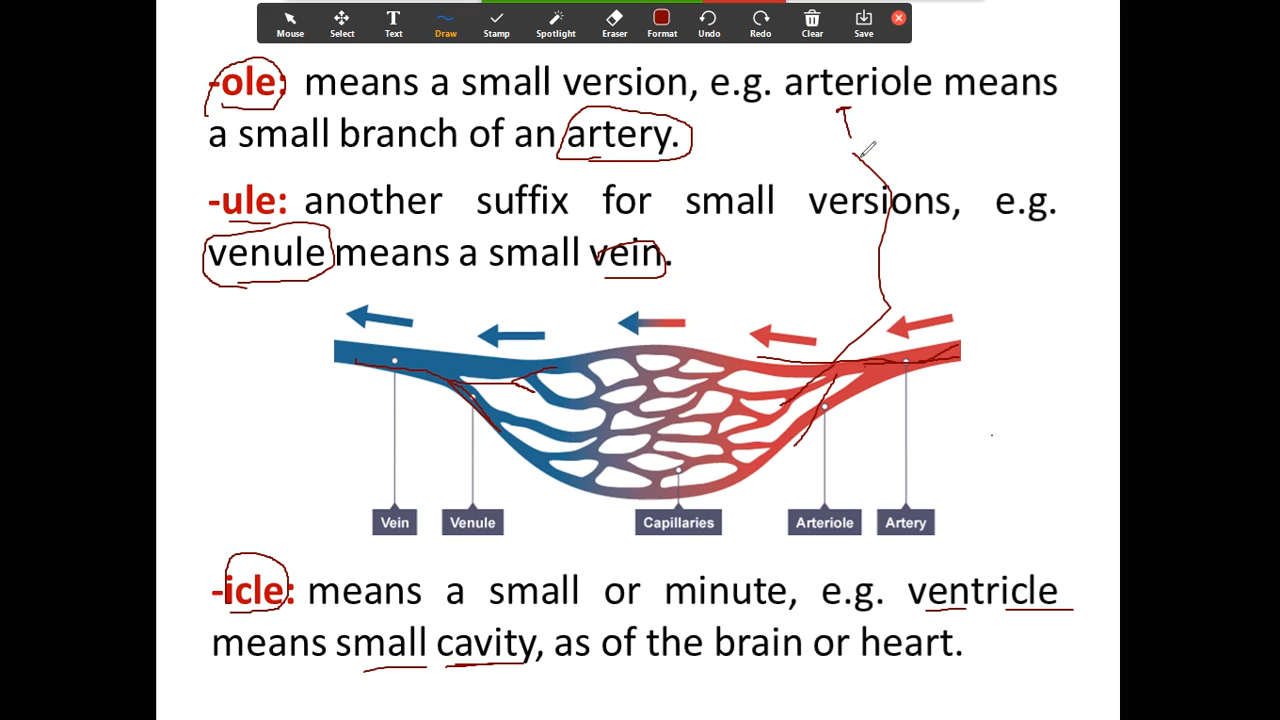 Mouse Select Text Draw Stamp Spotlight Eraser Format Undo Redo Clear Save
-ole: means a small version, e.g. arteriole means
a small branch of an artery.
-ule: another suffix for small versions, e.g.
venule means a small vein.
Vein Venule Capillaries Arteriole Artery
-icle: means a small or minute, e.g. ventricle
means small cavity, as of the brain or heart.